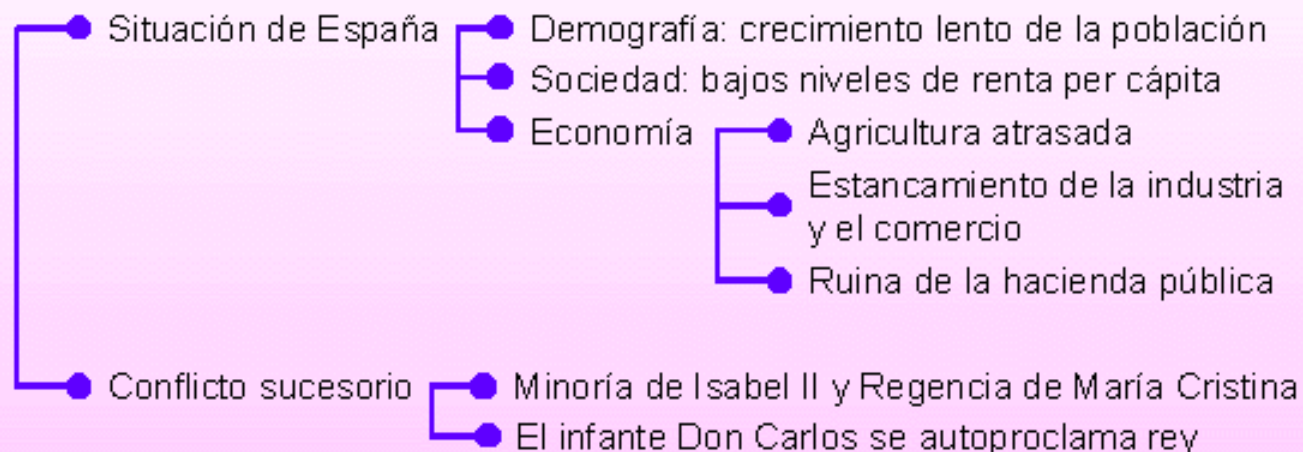 Situación de España
Demografía: crecimiento lento de la población
Sociedad: bajos niveles de renta per cápita
Economía
Agricultura atrasada
Estancamiento de la industria
y el comercio
Ruina de la hacienda pública
Conflicto sucesorio
Minoría de Isabel II y Regencia de María Cristina
El infante Don Carlos se autoproclama rey